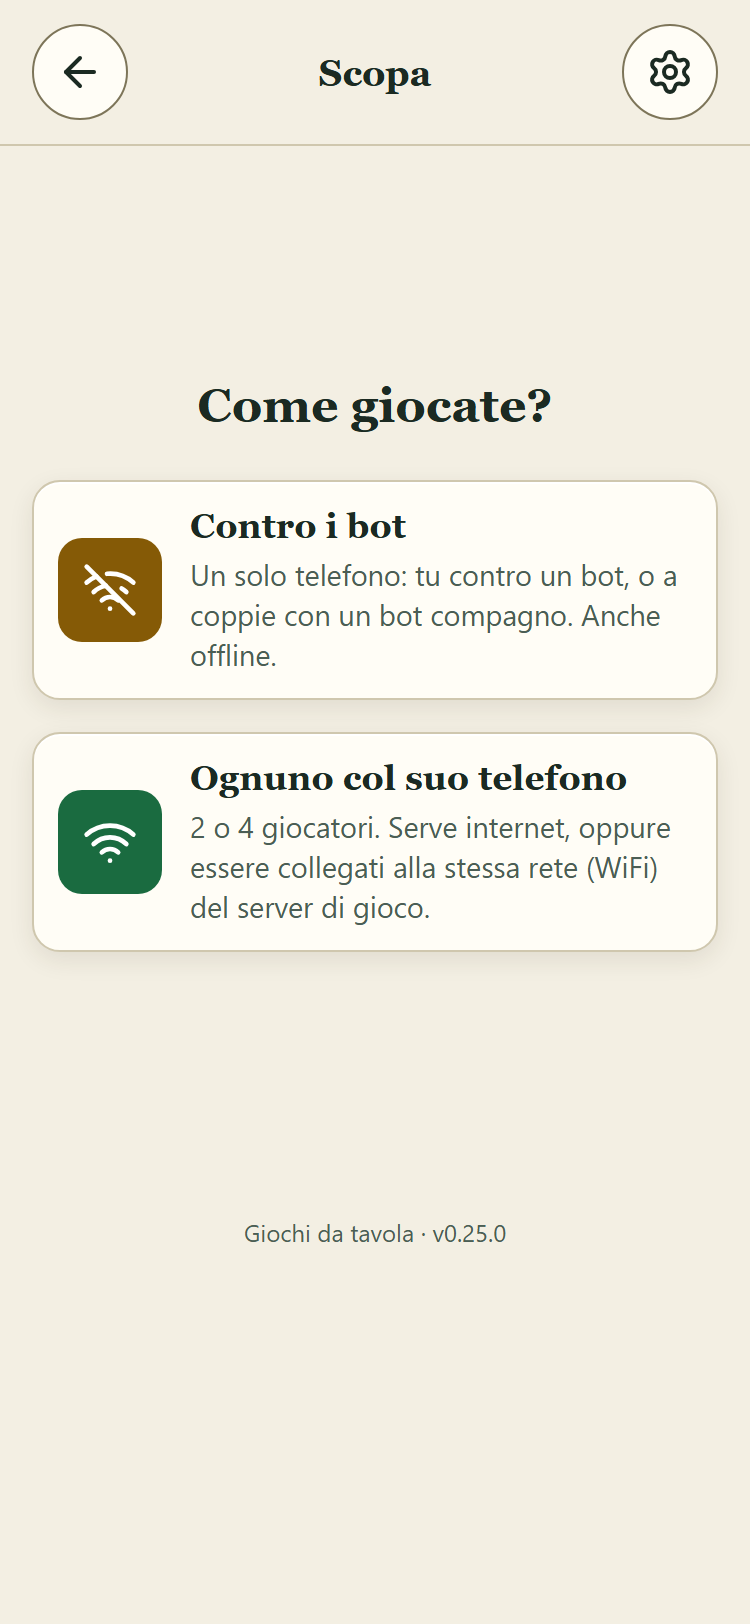 Scopa
Come giocate?
Contro i bot
Un solo telefono: tu contro un bot, o a
coppie con un bot compagno. Anche
offline.
Ognuno col suo telefono
2 o 4 giocatori. Serve internet, oppure
essere collegati alla stessa rete (WiFi)
del server di gioco.
Giochi da tavola · v0.25.0